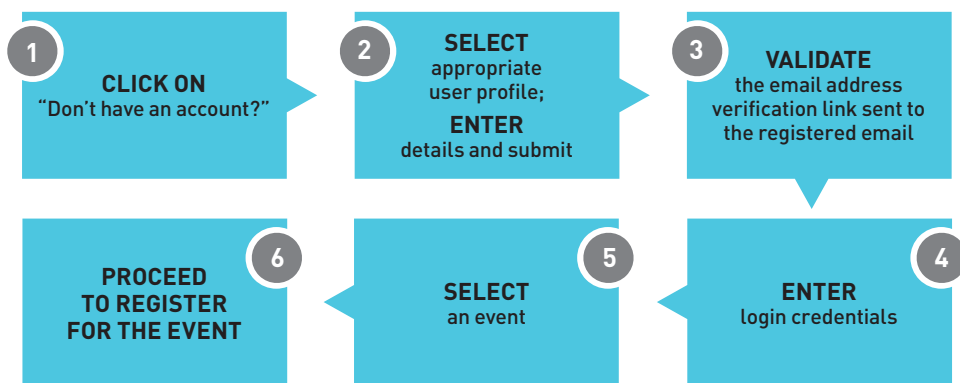 1
CLICK ON
“Don’t have an account?”
2
SELECT
appropriate
user profile;
ENTER
details and submit
3
VALIDATE
the email address
verification link sent to
the registered email
4
ENTER
login credentials
5
SELECT
an event
6
PROCEED
TO REGISTER
FOR THE EVENT